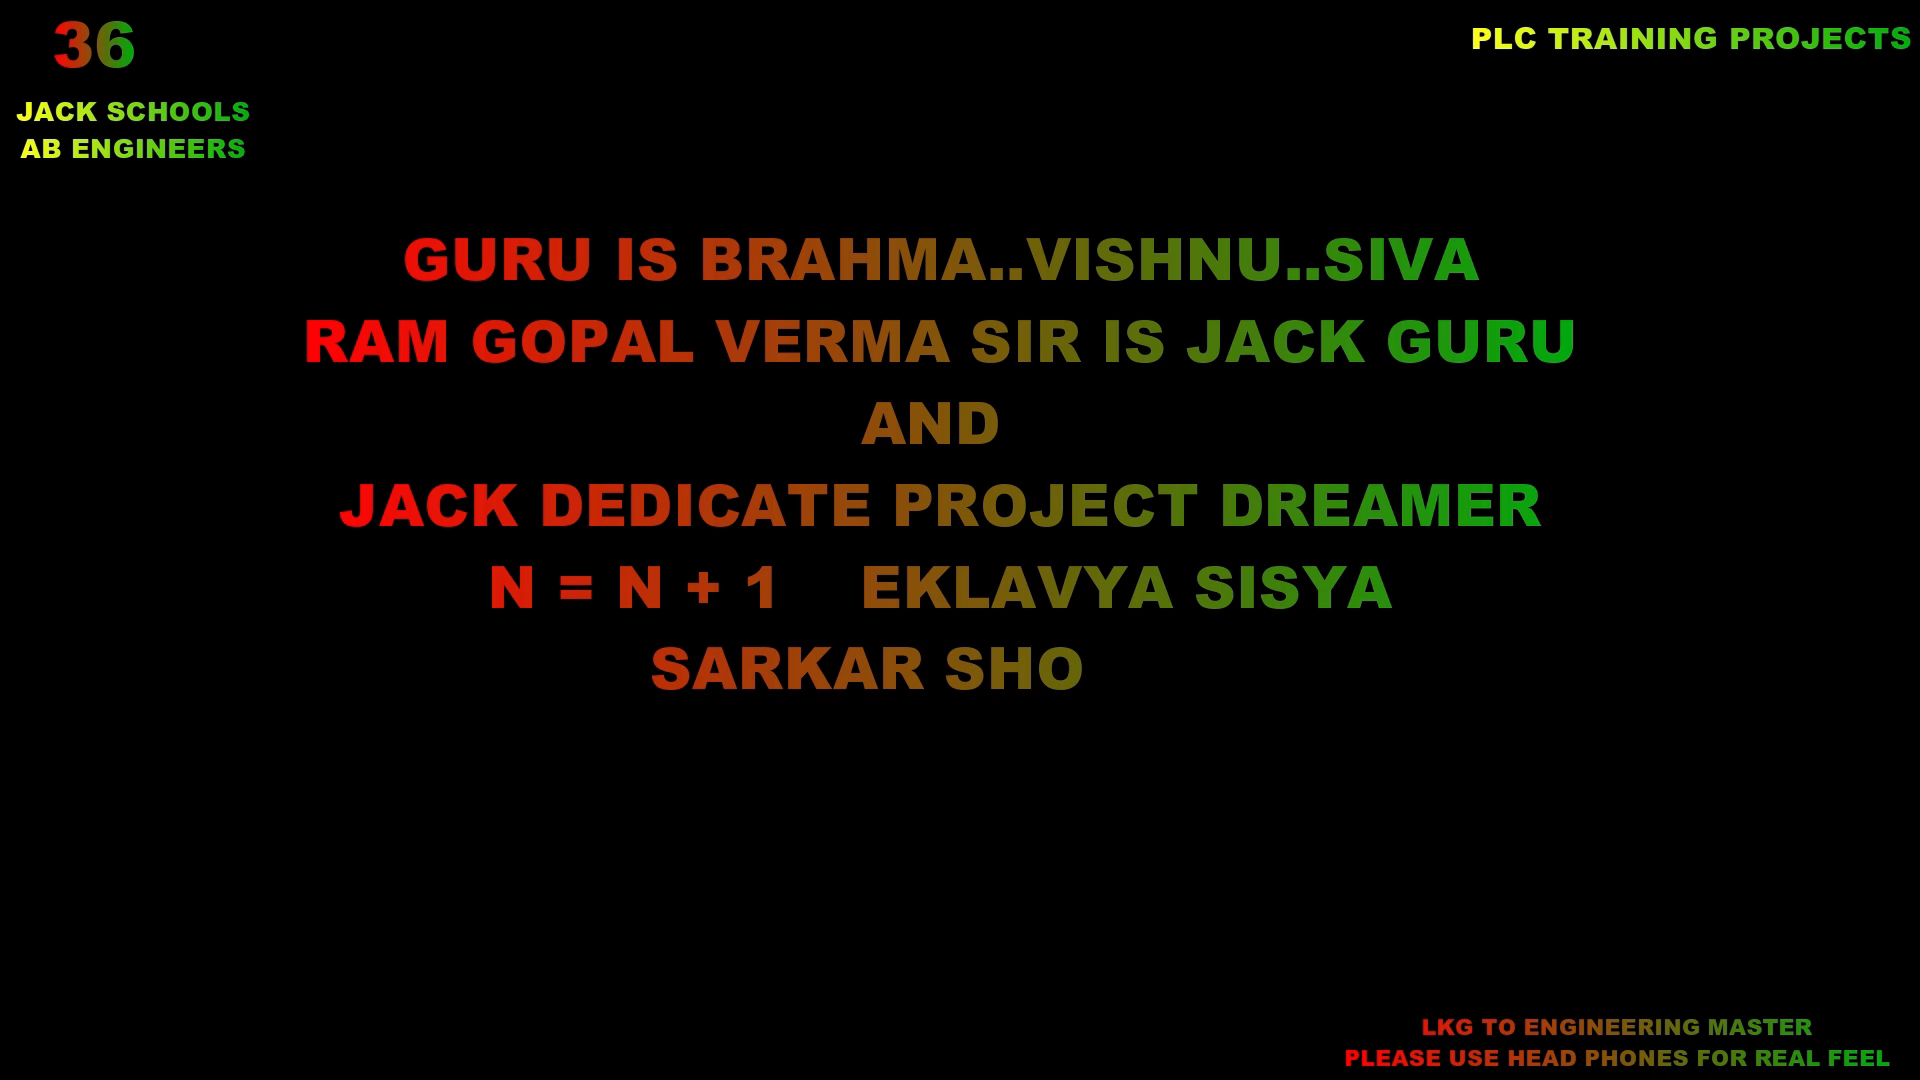 36
PLC TRAINING PROJECTS
JACK SCHOOLS
AB ENGINEERS
GURU IS BRAHMA..VISHNU..SIVA
RAM GOPAL VERMA SIR IS JACK GURU
AND
JACK DEDICATE PROJECT DREAMER
N = N + 1 EKLAVYA SISYA
SARKAR SHO
LKG TO ENGINEERING MASTER
PLEASE USE HEAD PHONES FOR REAL FEEL